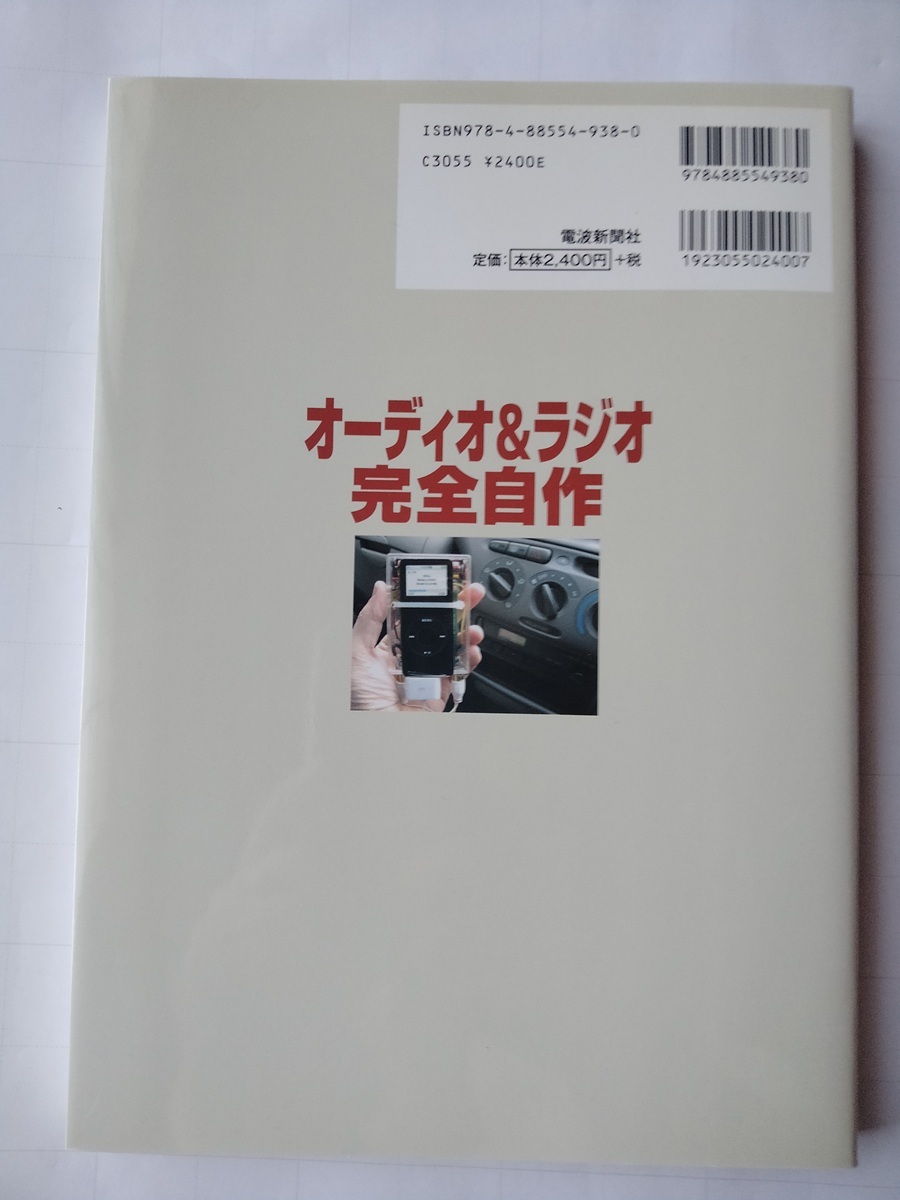 ISBN978-4-88554-938-0
C3055 ¥2400E
9784885549380
電波新聞社
定価:本体2,400円+税
1923055024007
オーディオ&ラジオ
完全自作
MENU